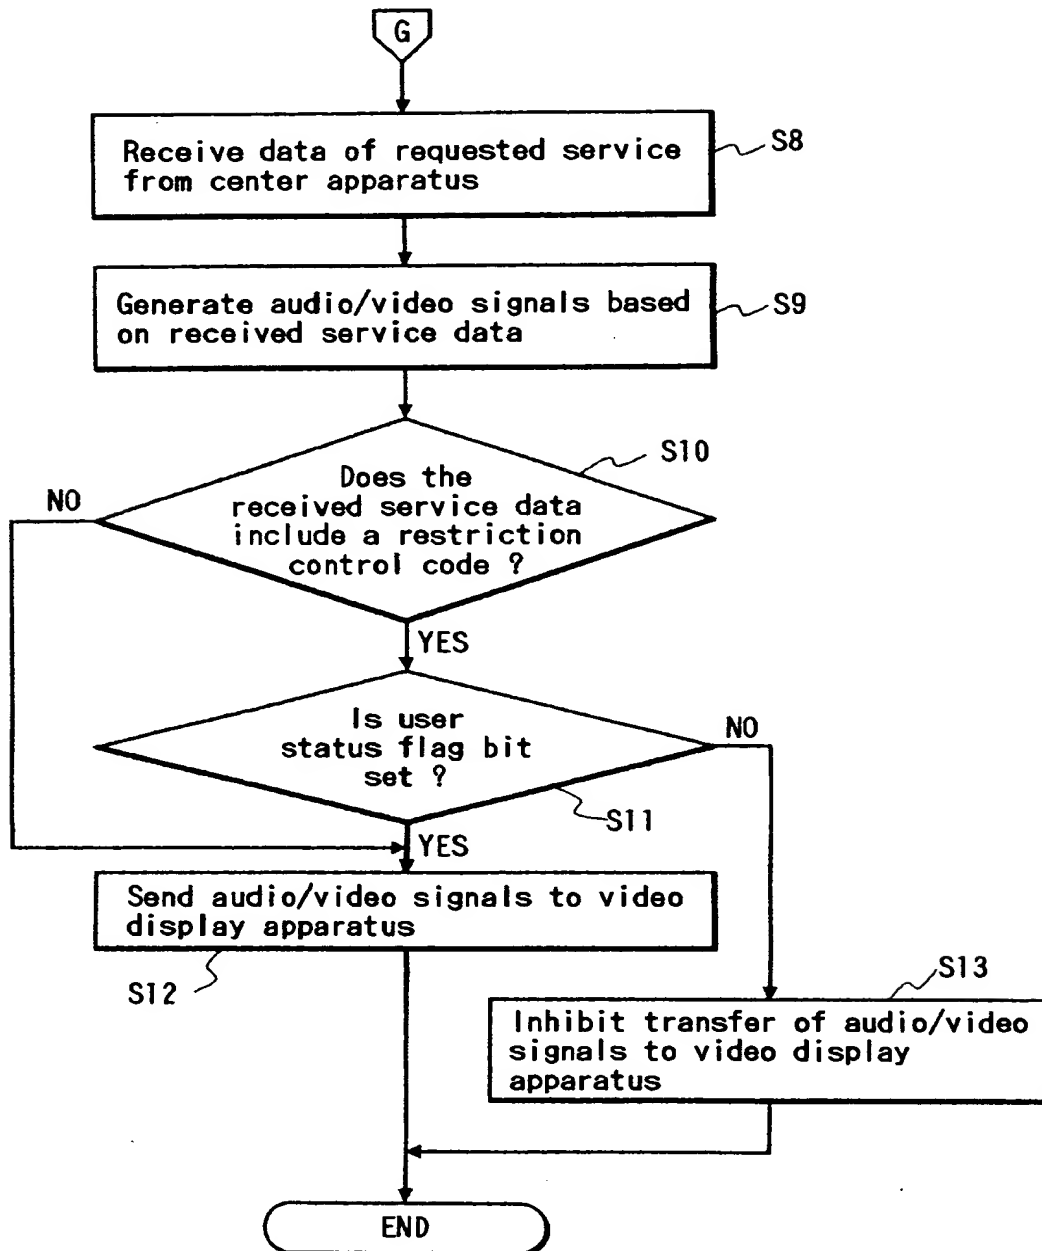 G
Receive data of requested service
from center apparatus
S8
Generate audio/video signals based
on received service data
S9
S10
Does the
received service data
include a restriction
control code ?
NO
YES
Is user
status flag bit
set ?
NO
S11
YES
Send audio/video signals to video
display apparatus
S12
S13
Inhibit transfer of audio/video
signals to video display
apparatus
END